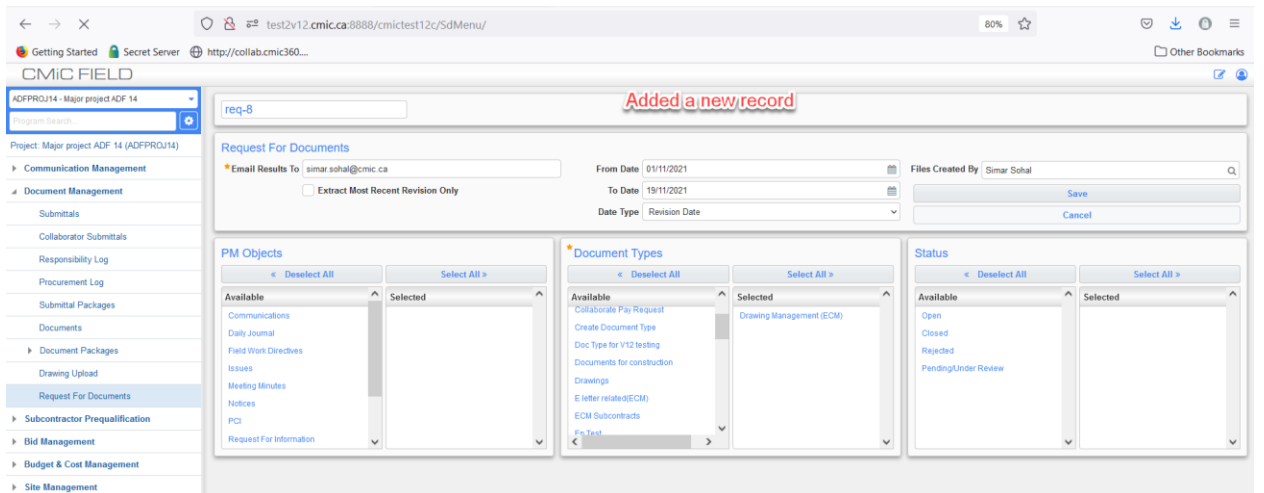 test2v12.cmic.ca:8888/cmictest12c/SdMenu/ 80%
Getting Started Secret Server http://collab.cmic360.... Other Bookmarks
CMiC FIELD
ADFPROJ14 - Major project ADF 14
Program Search...
Project: Major project ADF 14 (ADFPROJ14)
Communication Management
Document Management
Submittals
Collaborator Submittals
Responsibility Log
Procurement Log
Submittal Packages
Documents
Document Packages
Drawing Upload
Request For Documents
Subcontractor Prequalification
Bid Management
Budget & Cost Management
Site Management
req-8
Added a new record
Request For Documents
*Email Results To simar.sohal@cmic.ca
Extract Most Recent Revision Only
From Date 01/11/2021
To Date 19/11/2021
Date Type Revision Date
Files Created By Simar Sohal
Save
Cancel
PM Objects
« Deselect All Select All »
Available Selected
Communications
Daily Journal
Field Work Directives
Issues
Meeting Minutes
Notices
PCI
Request For Information
*Document Types
« Deselect All Select All »
Available Selected
Collaborate Pay Request
Create Document Type
Doc Type for V12 testing
Documents for construction
Drawings
E letter related(ECM)
ECM Subcontracts
En Test
Drawing Management (ECM)
Status
« Deselect All Select All »
Available Selected
Open
Closed
Rejected
Pending/Under Review